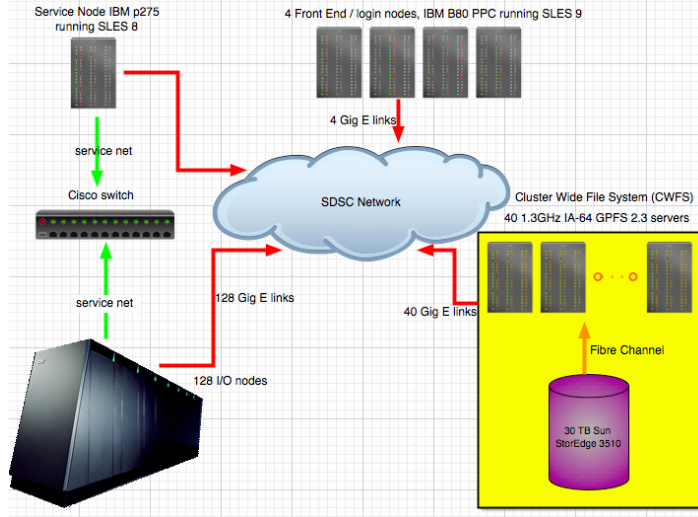 Service Node IBM p275
running SLES 8
4 Front End / login nodes, IBM B80 PPC running SLES 9
4 Gig E links
service net
SDSC Network
Cisco switch
Cluster Wide File System (CWFS)
40 1.3GHz IA-64 GPFS 2.3 servers
service net
128 Gig E links
40 Gig E links
Fibre Channel
128 I/O nodes
30 TB Sun
StorEdge 3510